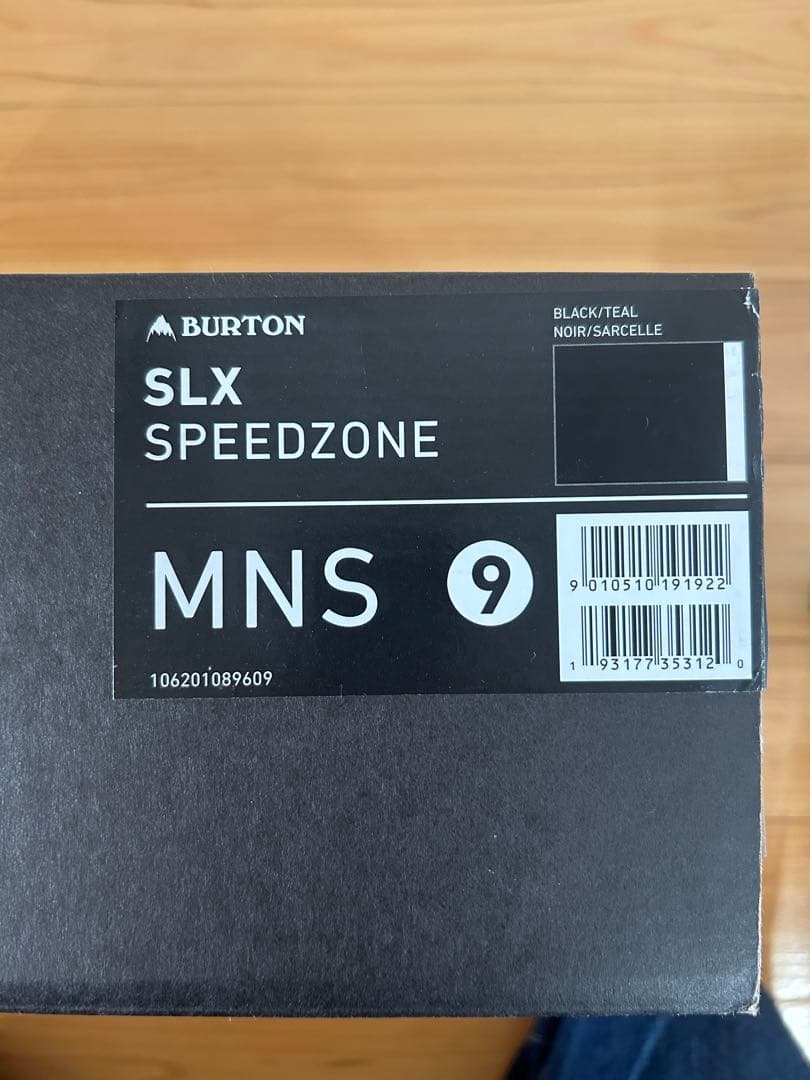 BURTON
SLX
SPEEDZONE
BLACK/TEAL
NOIR/SARCELLE
MNS 9
106201089609
9 010510 191922
1 93177 35312 0